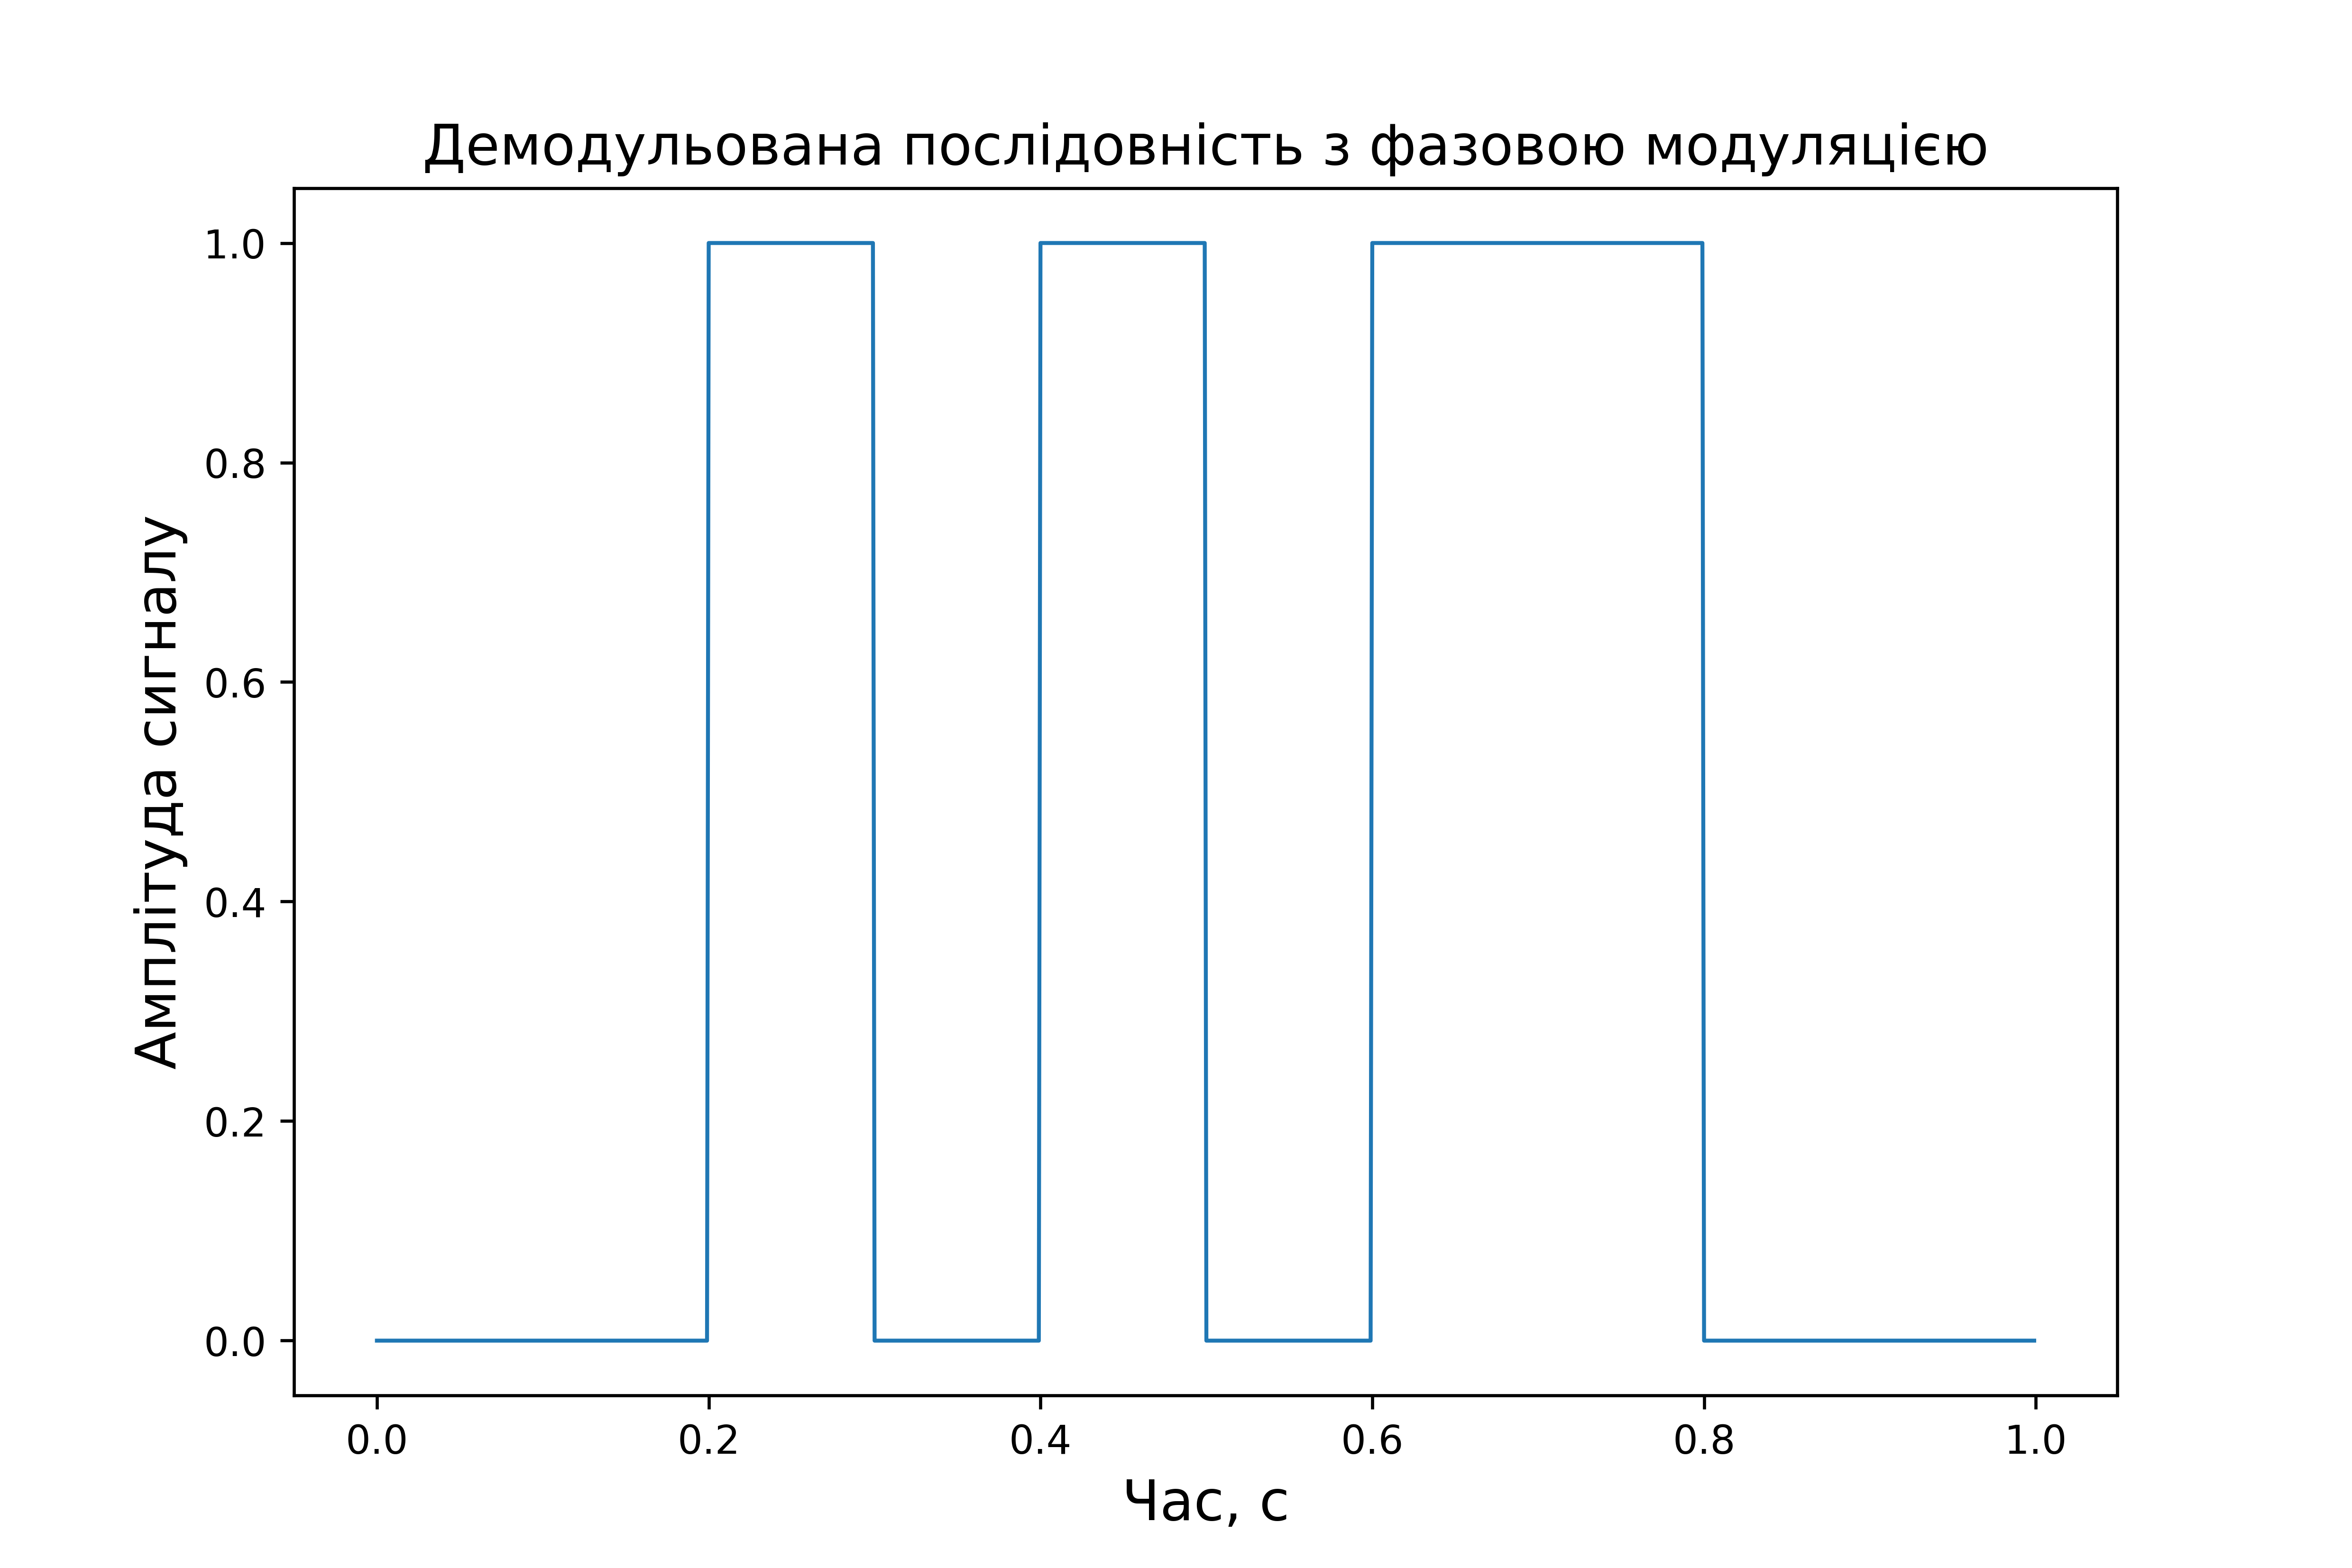 Демодульована послідовність з фазовою модуляцією
1.0
0.8
0.6
0.4
0.2
0.0
Амплітуда сигналу
0.0 0.2 0.4 0.6 0.8 1.0
Час, с